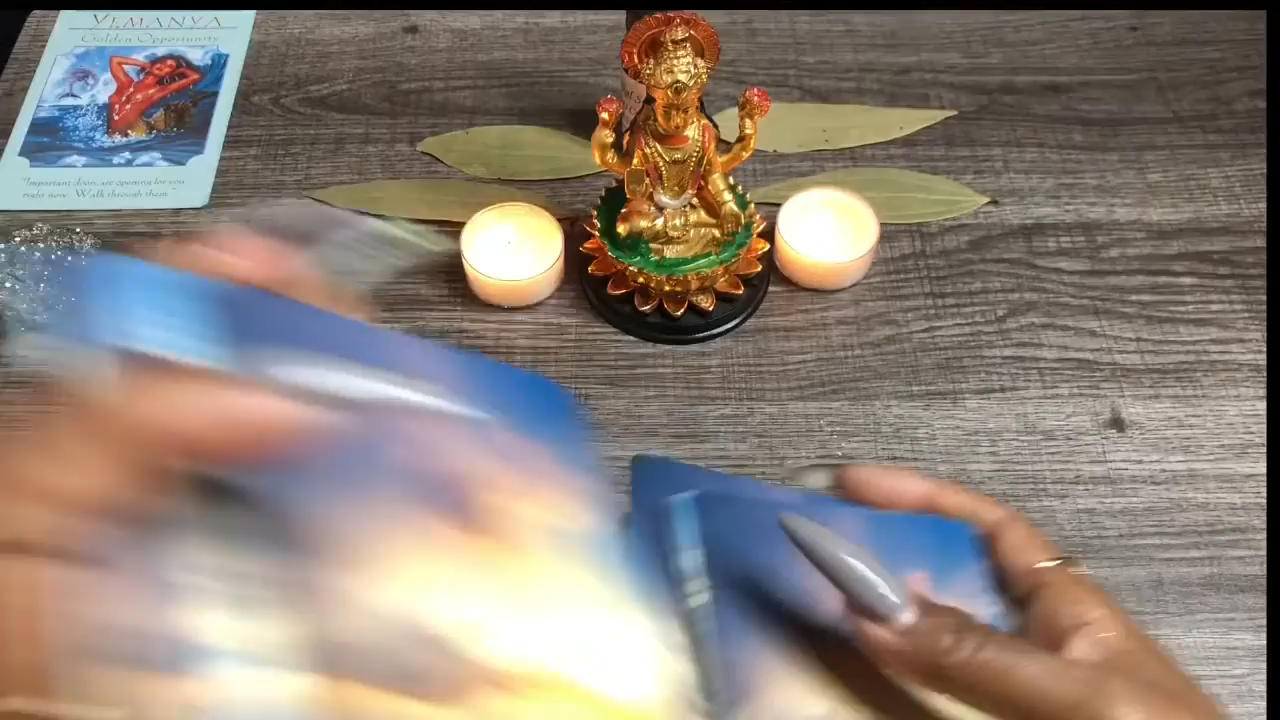 YEMANYA
Golden Opportunity
"Important doors are opening for you
right now. Walk through them."